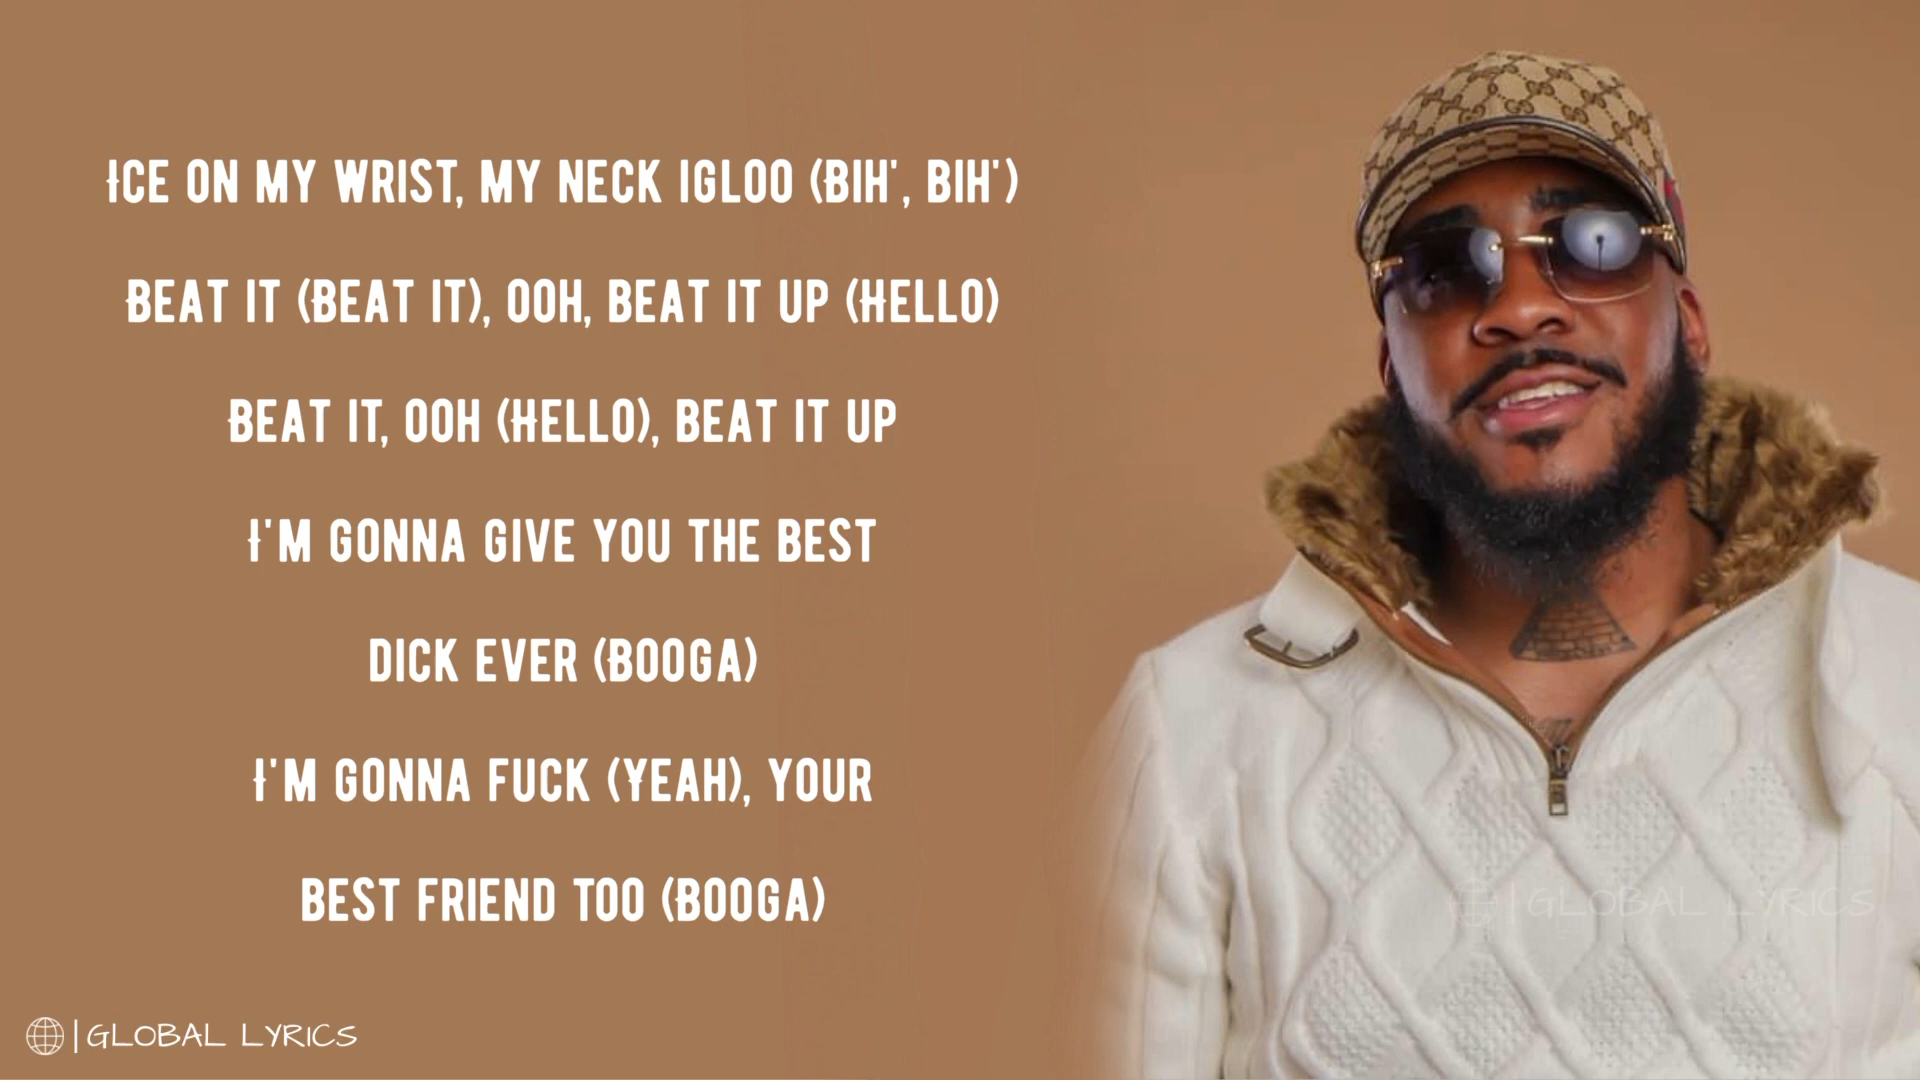 Ice on my wrist, my neck igloo (Bih', bih')
Beat it (Beat it), ooh, beat it up (Hello)
Beat it, ooh (Hello), beat it up
I'm gonna give you the best
dick ever (Booga)
I'm gonna fuck (Yeah), your
best friend too (Booga)
GLOBAL LYRICS
GLOBAL LYRICS